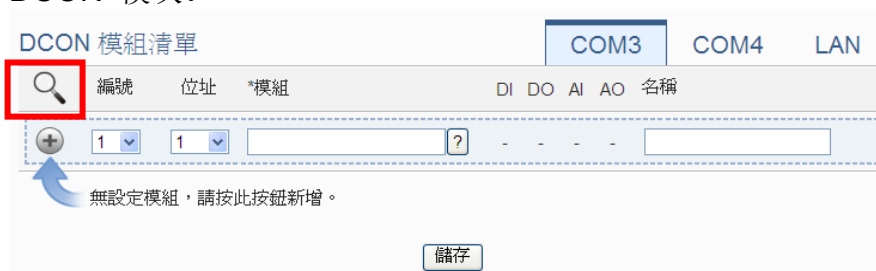 DCON 模組清單 COM3 COM4 LAN
編號 位址 *模組 DI DO AI AO 名稱
1 1 ? - - - -
無設定模組，請按此按鈕新增。
儲存